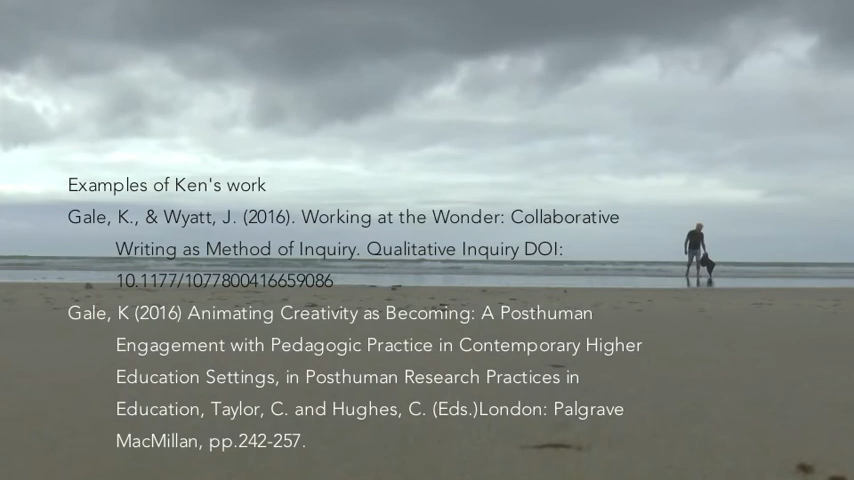 Examples of Ken's work
Gale, K., & Wyatt, J. (2016). Working at the Wonder: Collaborative
Writing as Method of Inquiry. Qualitative Inquiry DOI:
10.1177/1077800416659086
Gale, K (2016) Animating Creativity as Becoming: A Posthuman
Engagement with Pedagogic Practice in Contemporary Higher
Education Settings, in Posthuman Research Practices in
Education, Taylor, C. and Hughes, C. (Eds.)London: Palgrave
MacMillan, pp.242-257.